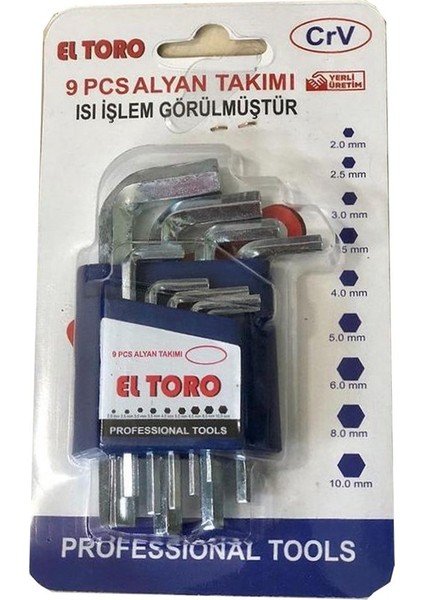 EL TORO
CrV
9 PCS ALYAN TAKIMI
YERLİ
ÜRETİM
ISI İŞLEM GÖRÜLMÜŞTÜR
2.0 mm
2.5 mm
3.0 mm
5 mm
4.0 mm
5.0 mm
6.0 mm
8.0 mm
10.0 mm
9 PCS ALYAN TAKIMI
EL TORO
PROFESSIONAL TOOLS
PROFESSIONAL TOOLS